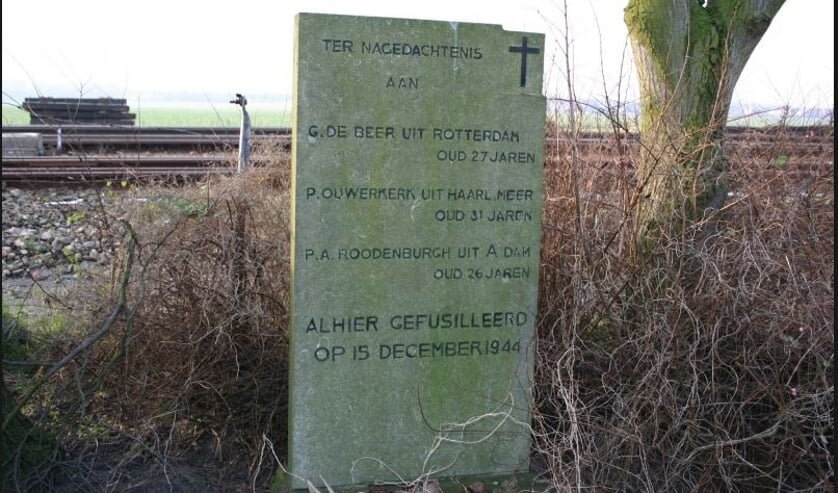 TER NAGEDACHTENIS
AAN
G. DE BEER UIT ROTTERDAM
OUD 27 JAREN
P. OUWERKERK UIT HAARL, MEER
OUD 31 JAREN
P. A. ROODENBURGH UIT A DAM
OUD 26 JAREN
ALHIER GEFUSILLEERD
OP 15 DECEMBER 1944